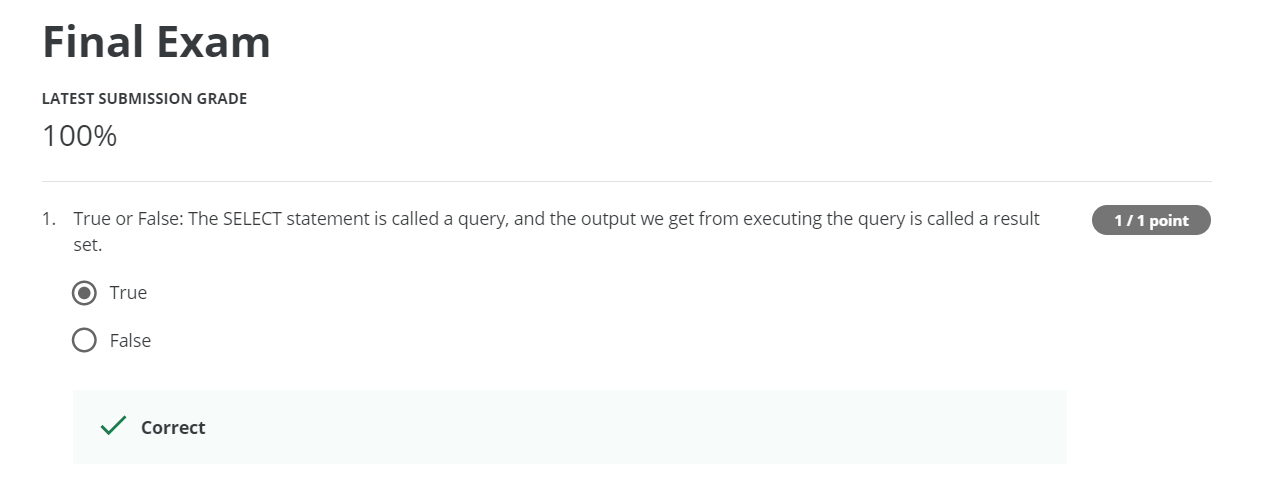 Final Exam
LATEST SUBMISSION GRADE
100%
1. True or False: The SELECT statement is called a query, and the output we get from executing the query is called a result
set.
1 / 1 point
True
False
Correct